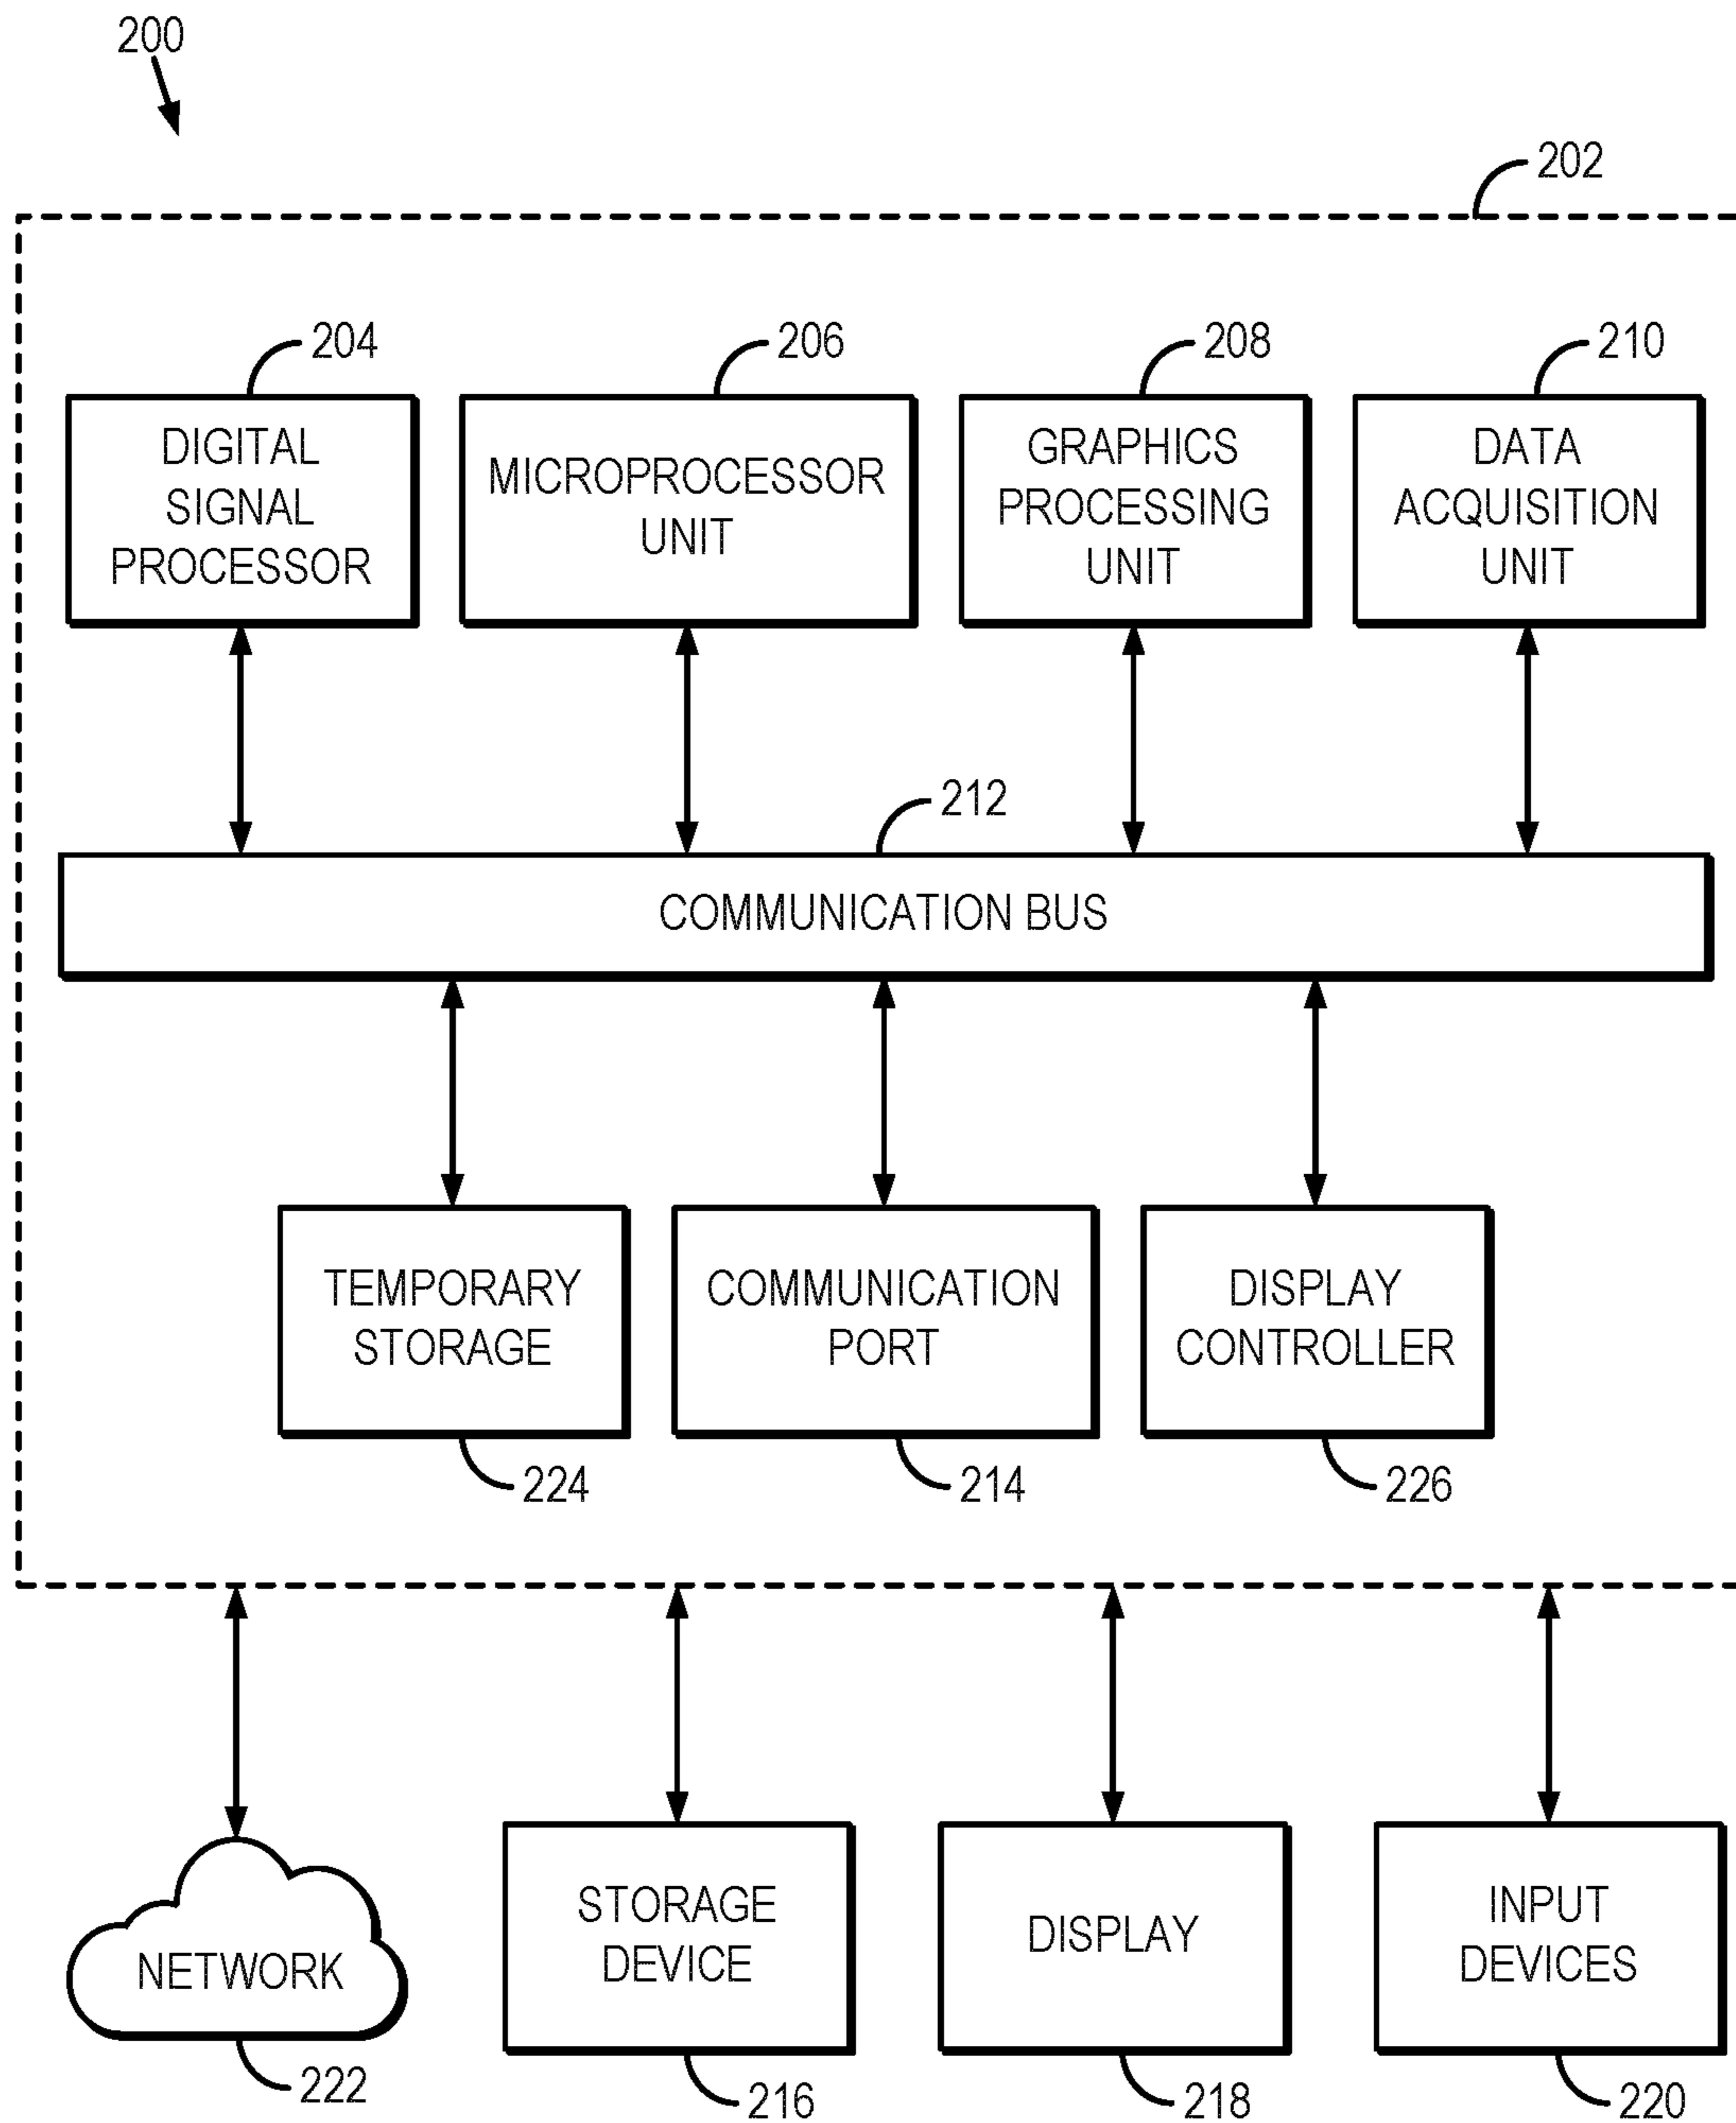 200
202
204
206
208
210
DIGITAL
SIGNAL
PROCESSOR
MICROPROCESSOR
UNIT
GRAPHICS
PROCESSING
UNIT
DATA
ACQUISITION
UNIT
212
COMMUNICATION BUS
TEMPORARY
STORAGE
COMMUNICATION
PORT
DISPLAY
CONTROLLER
224
214
226
NETWORK
STORAGE
DEVICE
DISPLAY
INPUT
DEVICES
222
216
218
220